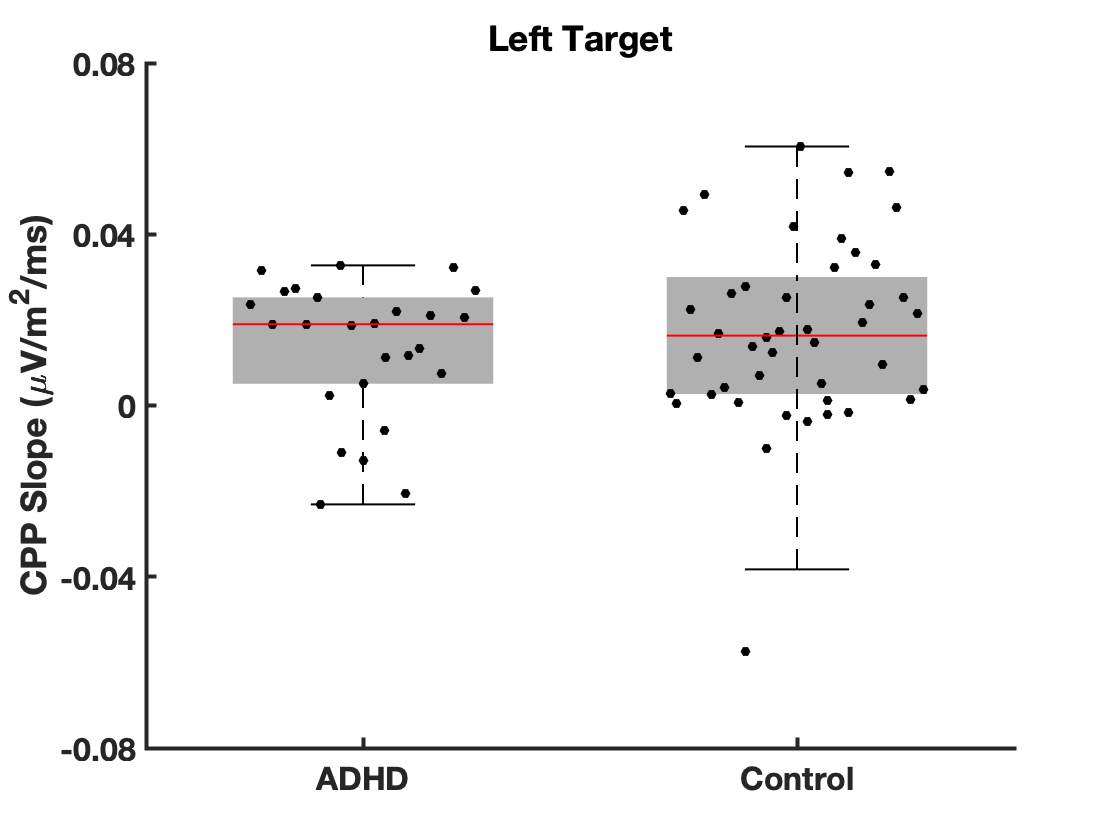 Left Target
0.08
0.04
0
-0.04
-0.08
CPP Slope (μV/m²/ms)
ADHD
Control